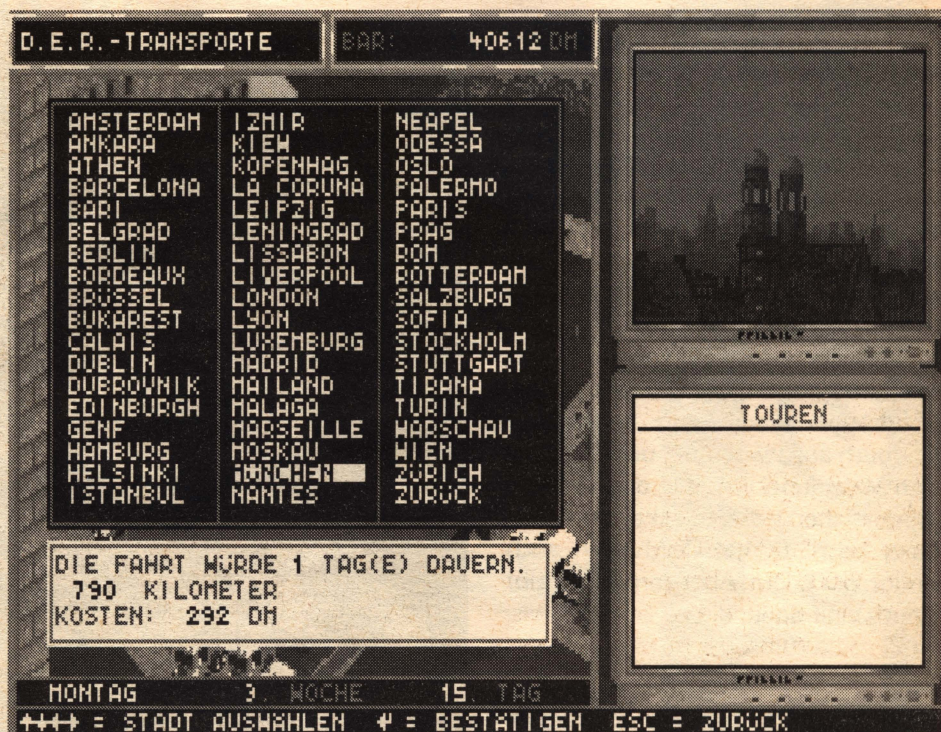 D.E.R.-TRANSPORTE
BAR: 40612 DM
AMSTERDAM
ANKARA
ATHEN
BARCELONA
BARI
BELGRAD
BERLIN
BORDEAUX
BRÜSSEL
BUKAREST
CALAIS
DUBLIN
DUBROVNIK
EDINBURGH
GENF
HAMBURG
HELSINKI
ISTANBUL
IZMIR
KIEW
KOPENHAG.
LA CORUNA
LEIPZIG
LENINGRAD
LISSABON
LIVERPOOL
LONDON
LYON
LUXEMBURG
MADRID
MAILAND
MALAGA
MARSEILLE
MOSKAU
MÜNCHEN
NANTES
NEAPEL
ODESSA
OSLO
PALERMO
PARIS
PRAG
ROM
ROTTERDAM
SALZBURG
SOFIA
STOCKHOLM
STUTTGART
TIRANA
TURIN
WARSCHAU
WIEN
ZÜRICH
ZURÜCK
DIE FAHRT WÜRDE 1 TAG(E) DAUERN.
790 KILOMETER
KOSTEN: 292 DM
TOUREN
MONTAG 3. WOCHE 15. TAG
= STADT AUSWÄHLEN ↵ = BESTÄTIGEN ESC = ZURÜCK